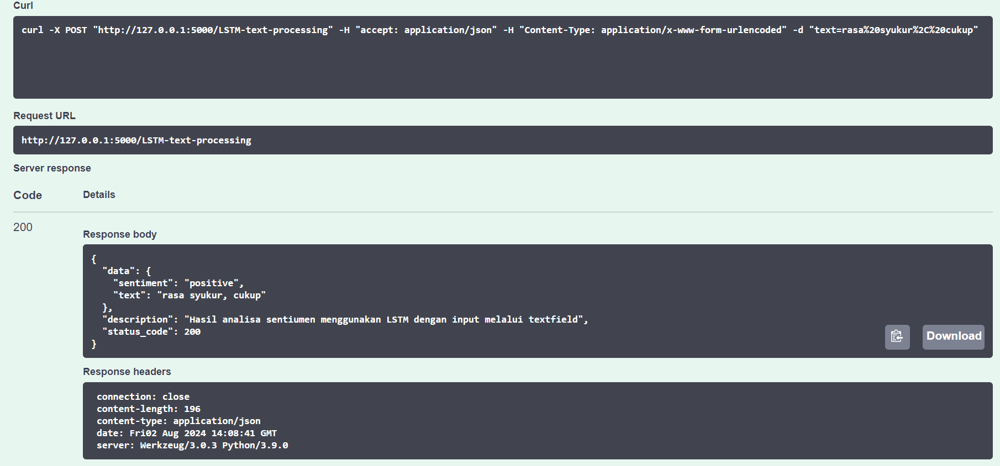 Curl
curl -X POST "http://127.0.0.1:5000/LSTM-text-processing" -H "accept: application/json" -H "Content-Type: application/x-www-form-urlencoded" -d "text=rasa%20syukur%2C%20cukup"
Request URL
http://127.0.0.1:5000/LSTM-text-processing
Server response
Code Details
200
Response body
{
"data": {
"sentiment": "positive",
"text": "rasa syukur, cukup"
},
"description": "Hasil analisa sentiumen menggunakan LSTM dengan input melalui textfield",
"status_code": 200
}
Download
Response headers
connection: close
content-length: 196
content-type: application/json
date: Fri02 Aug 2024 14:08:41 GMT
server: Werkzeug/3.0.3 Python/3.9.0